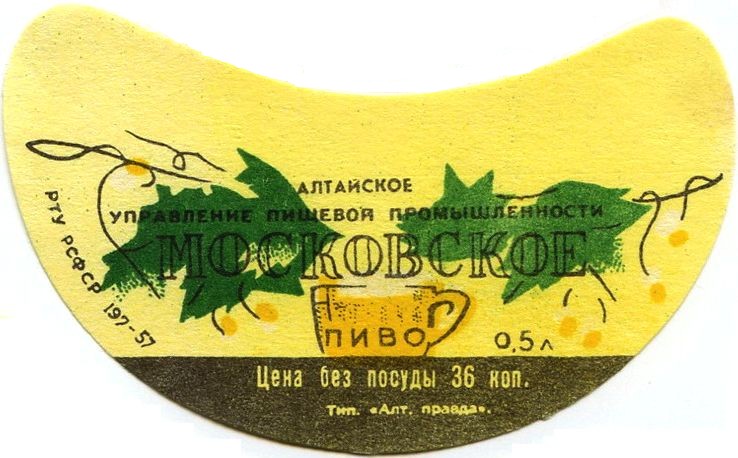 АЛТАЙСКОЕ
УПРАВЛЕНИЕ ПИЩЕВОЙ ПРОМЫШЛЕННОСТИ
МОСКОВСКОЕ
ПИВО
0,5 л
РТУ РСФСР 197-57
Цена без посуды 36 коп.
Тип. «Алт. правда».